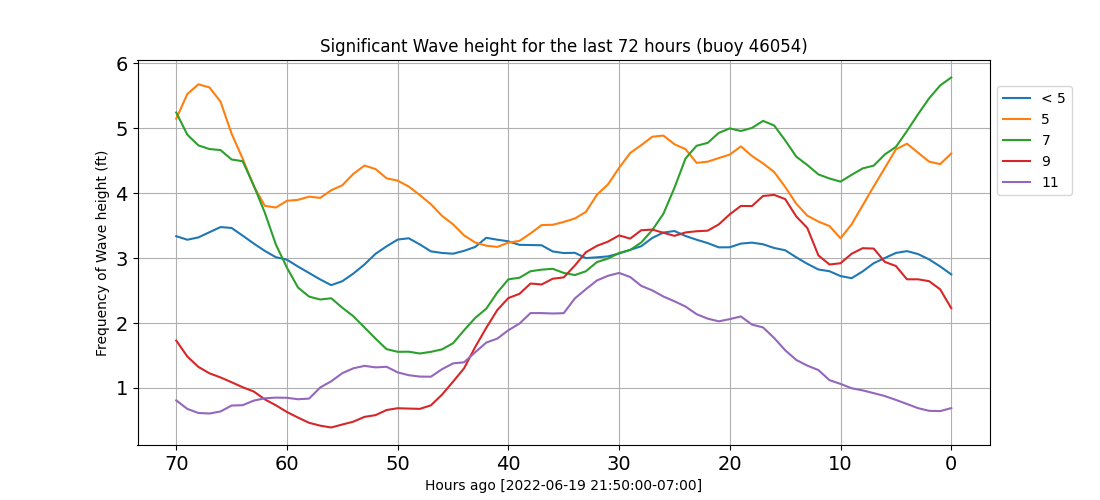 Significant Wave height for the last 72 hours (buoy 46054)
Frequency of Wave height (ft)
6
5
4
3
2
1
70 60 50 40 30 20 10 0
Hours ago [2022-06-19 21:50:00-07:00]
< 5
5
7
9
11